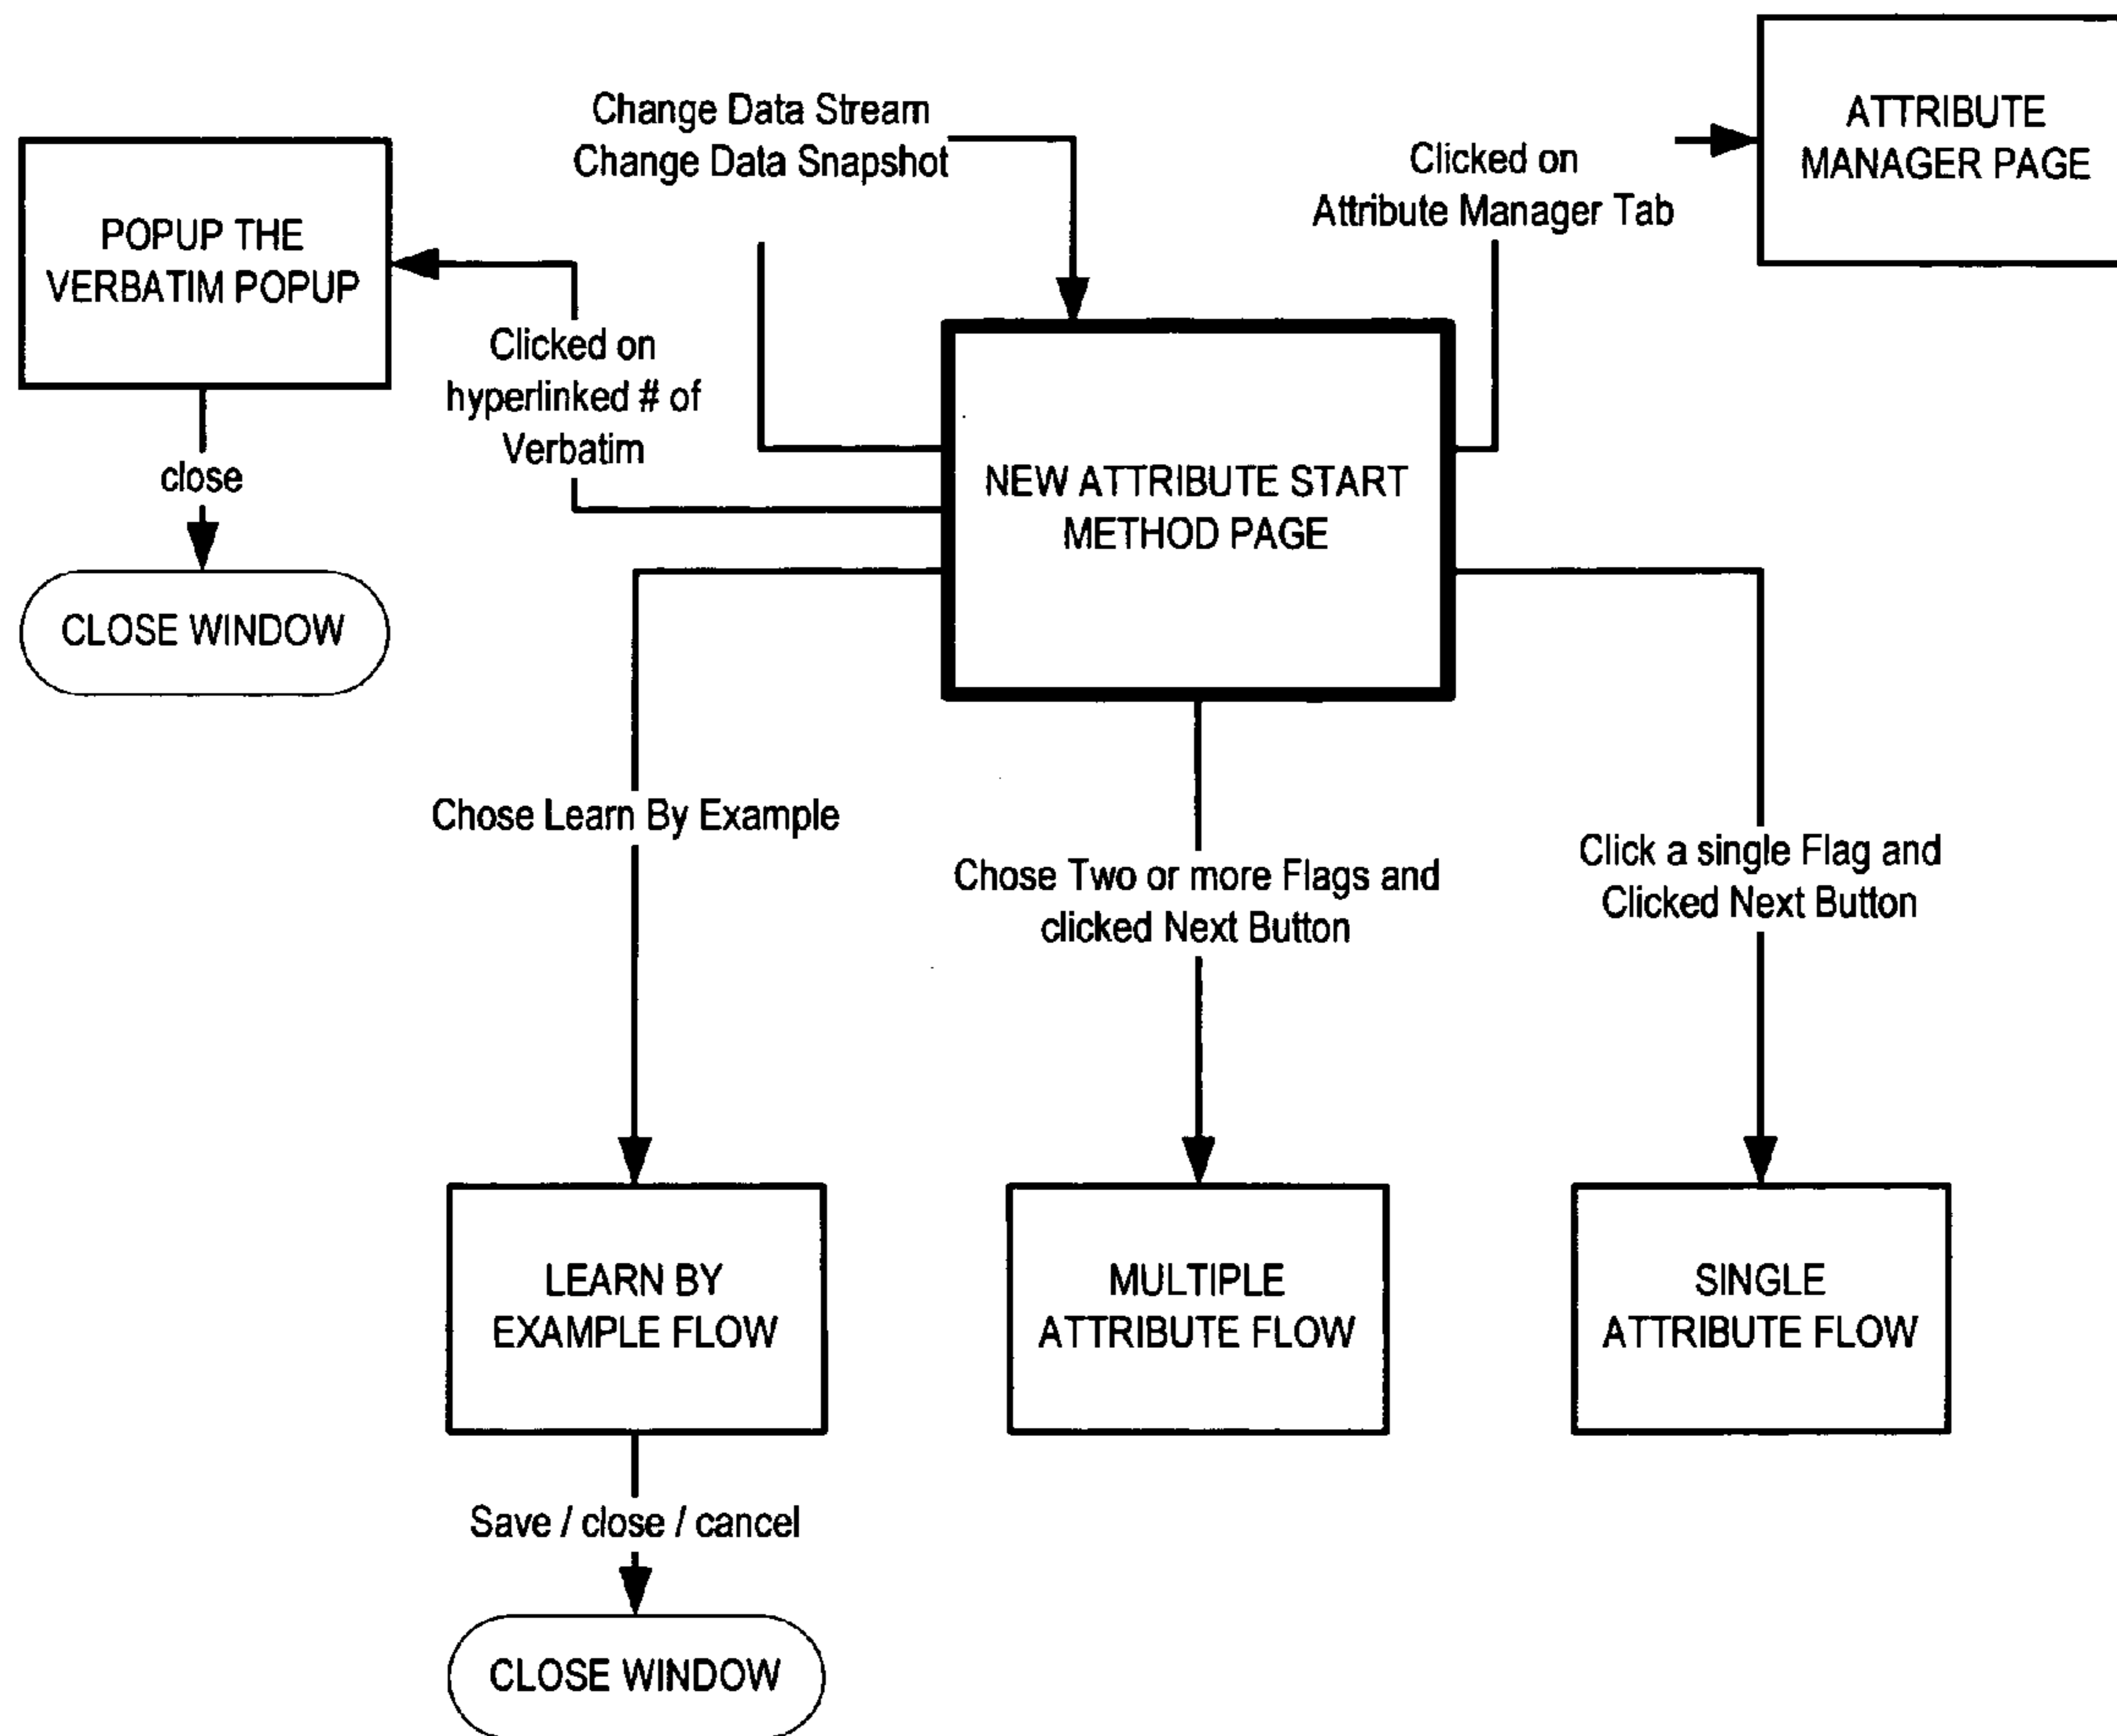 Change Data Stream
Change Data Snapshot
ATTRIBUTE
MANAGER PAGE
Clicked on
Attribute Manager Tab
POPUP THE
VERBATIM POPUP
Clicked on
hyperlinked # of
Verbatim
close
CLOSE WINDOW
NEW ATTRIBUTE START
METHOD PAGE
Chose Learn By Example
Chose Two or more Flags and
clicked Next Button
Click a single Flag and
Clicked Next Button
LEARN BY
EXAMPLE FLOW
MULTIPLE
ATTRIBUTE FLOW
SINGLE
ATTRIBUTE FLOW
Save / close / cancel
CLOSE WINDOW